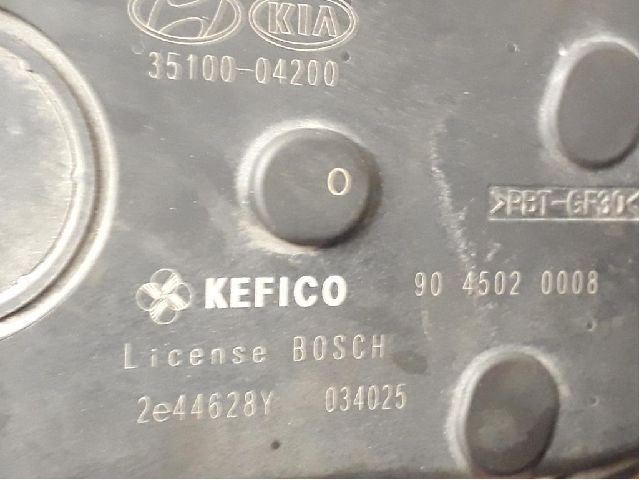 KIA
35100-04200
O
>PBT-GF30<
KEFICO 90 4502 0008
License BOSCH
2e44628Y 034025